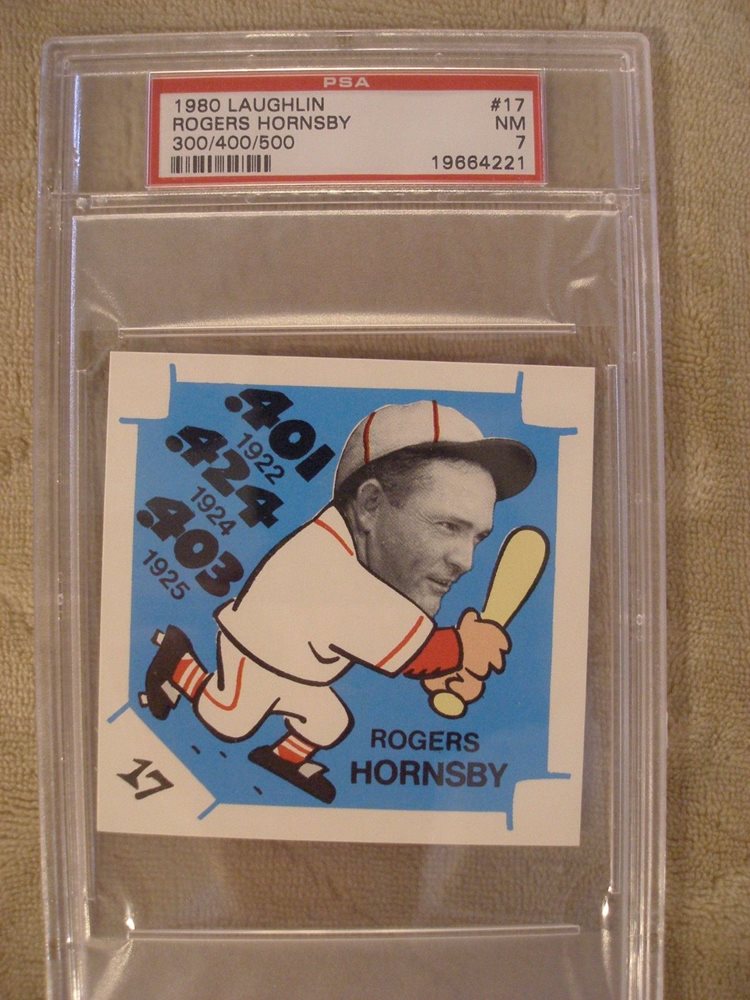 PSA
1980 LAUGHLIN #17
ROGERS HORNSBY NM
300/400/500 7
19664221
.401
1922
.424
1924
.403
1925
ROGERS
HORNSBY
17